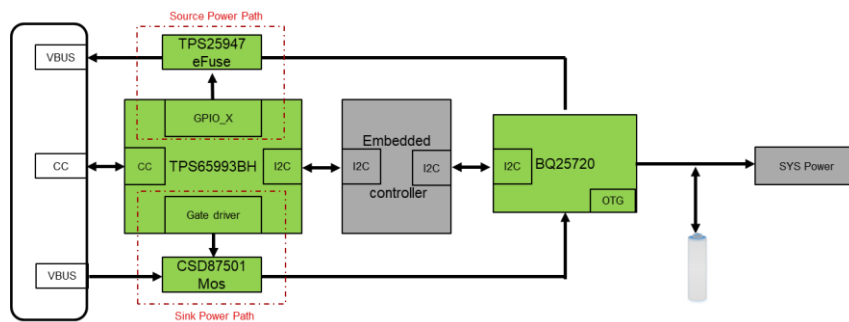 Source Power Path
VBUS
TPS25947
eFuse
GPIO_X
CC
CC
TPS65993BH
I2C
I2C
Embedded
controller
I2C
I2C
BQ25720
OTG
SYS Power
Gate driver
VBUS
CSD87501
Mos
Sink Power Path